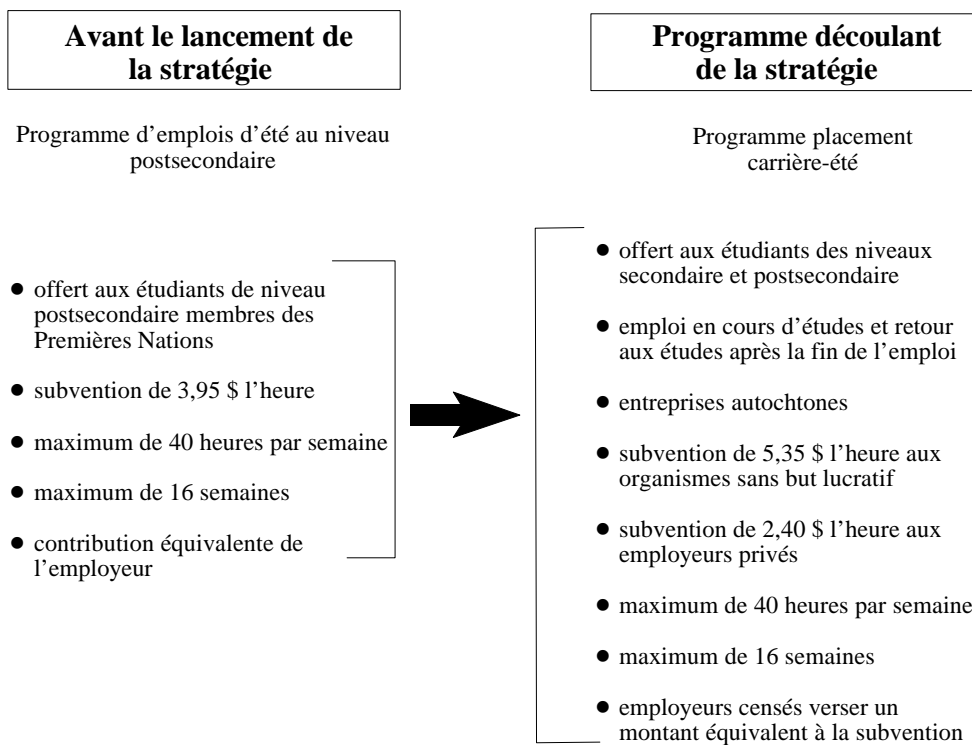 Avant le lancement de
la stratégie
Programme d'emplois d'été au niveau
postsecondaire
● offert aux étudiants de niveau
postsecondaire membres des
Premières Nations
● subvention de 3,95 $ l'heure
● maximum de 40 heures par semaine
● maximum de 16 semaines
● contribution équivalente de
l'employeur
Programme découlant
de la stratégie
Programme placement
carrière-été
● offert aux étudiants des niveaux
secondaire et postsecondaire
● emploi en cours d'études et retour
aux études après la fin de l'emploi
● entreprises autochtones
● subvention de 5,35 $ l'heure aux
organismes sans but lucratif
● subvention de 2,40 $ l'heure aux
employeurs privés
● maximum de 40 heures par semaine
● maximum de 16 semaines
● employeurs censés verser un
montant équivalent à la subvention